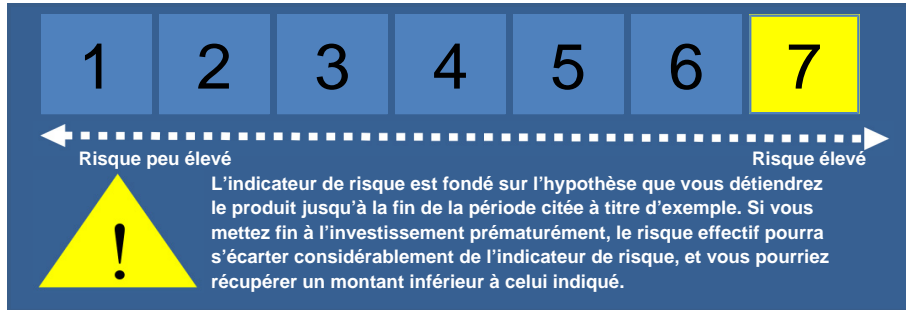 1 2 3 4 5 6 7
Risque peu élevé Risque élevé
L'indicateur de risque est fondé sur l'hypothèse que vous détiendrez
le produit jusqu'à la fin de la période citée à titre d'exemple. Si vous
mettez fin à l'investissement prématurément, le risque effectif pourra
s'écarter considérablement de l'indicateur de risque, et vous pourriez
récupérer un montant inférieur à celui indiqué.
!